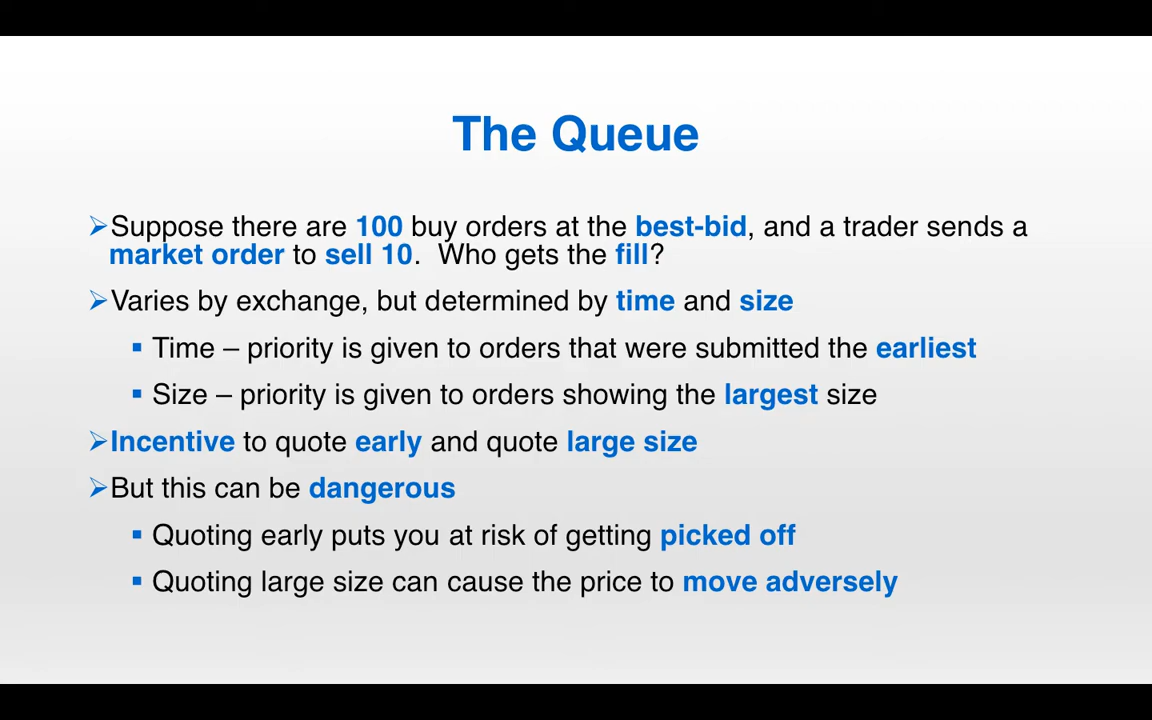 The Queue
➢Suppose there are 100 buy orders at the best-bid, and a trader sends a
market order to sell 10.  Who gets the fill?
➢Varies by exchange, but determined by time and size
▪ Time – priority is given to orders that were submitted the earliest
▪ Size – priority is given to orders showing the largest size
➢Incentive to quote early and quote large size
➢But this can be dangerous
▪ Quoting early puts you at risk of getting picked off
▪ Quoting large size can cause the price to move adversely